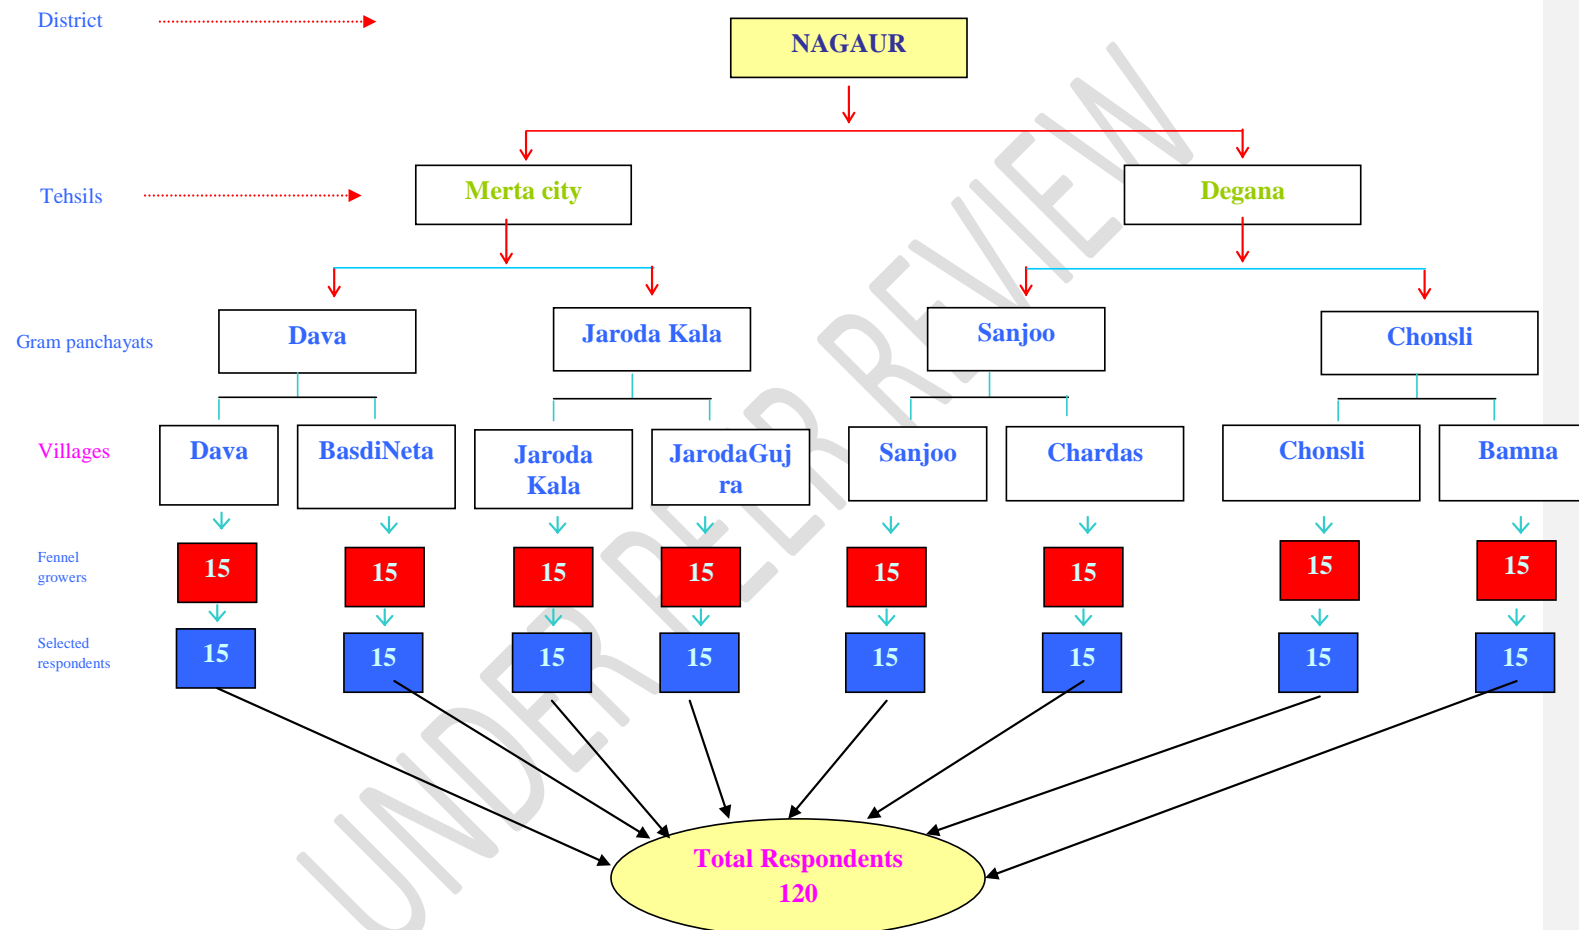 District
NAGAUR
Tehsils
Merta city
Degana
Gram panchayats
Dava
Jaroda Kala
Sanjoo
Chonsli
Villages
Dava
BasdiNeta
Jaroda
Kala
JarodaGuj
ra
Sanjoo
Chardas
Chonsli
Bamna
Fennel
growers
15
15
15
15
15
15
15
15
Selected
respondents
15
15
15
15
15
15
15
15
Total Respondents
120
UNDER PEER REVIEW